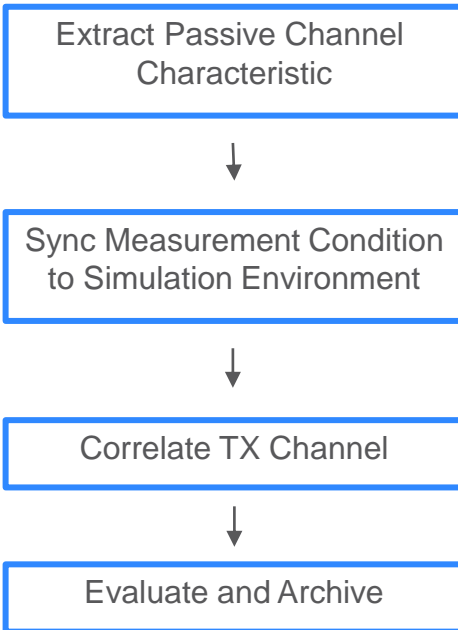 Extract Passive Channel
Characteristic
Sync Measurement Condition
to Simulation Environment
Correlate TX Channel
Evaluate and Archive